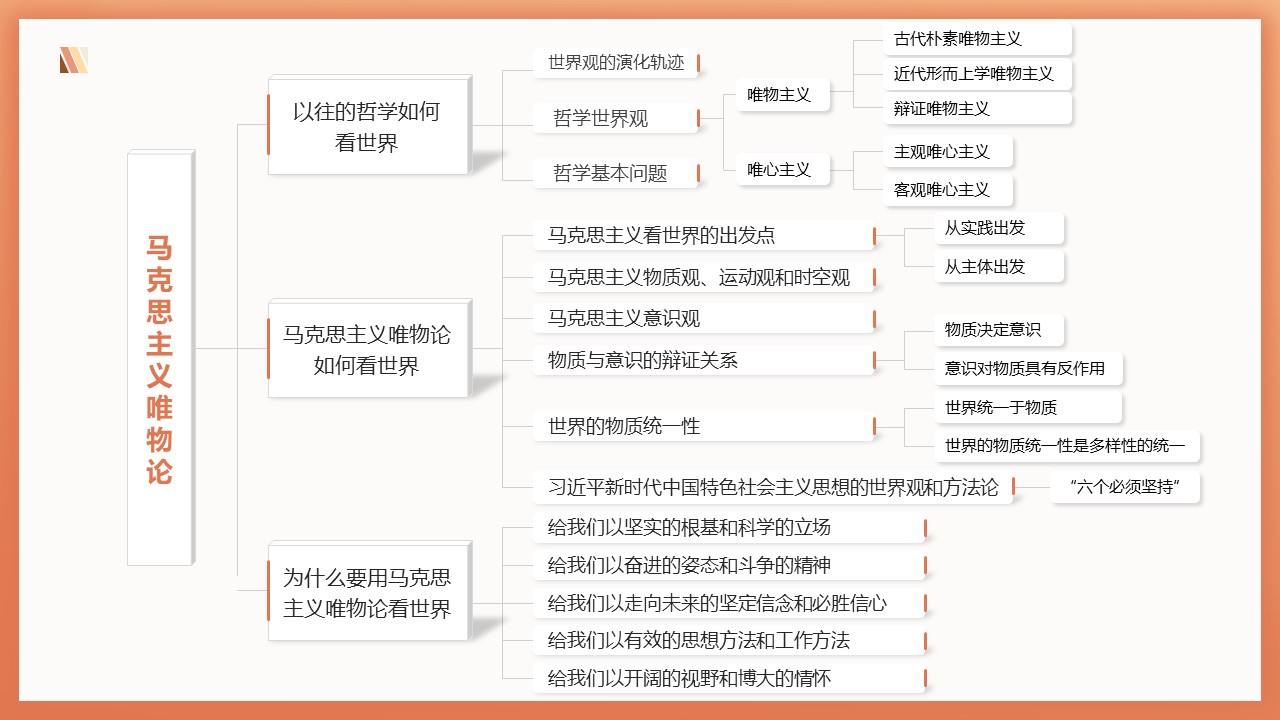 马克思主义唯物论
以往的哲学如何
看世界
世界观的演化轨迹
哲学世界观
哲学基本问题
唯物主义
古代朴素唯物主义
近代形而上学唯物主义
辩证唯物主义
唯心主义
主观唯心主义
客观唯心主义
马克思主义唯物论
如何看世界
马克思主义看世界的出发点
从实践出发
从主体出发
马克思主义物质观、运动观和时空观
马克思主义意识观
物质与意识的辩证关系
物质决定意识
意识对物质具有反作用
世界的物质统一性
世界统一于物质
世界的物质统一性是多样性的统一
习近平新时代中国特色社会主义思想的世界观和方法论
“六个必须坚持”
为什么要用马克思
主义唯物论看世界
给我们以坚实的根基和科学的立场
给我们以奋进的姿态和斗争的精神
给我们以走向未来的坚定信念和必胜信心
给我们以有效的思想方法和工作方法
给我们以开阔的视野和博大的情怀